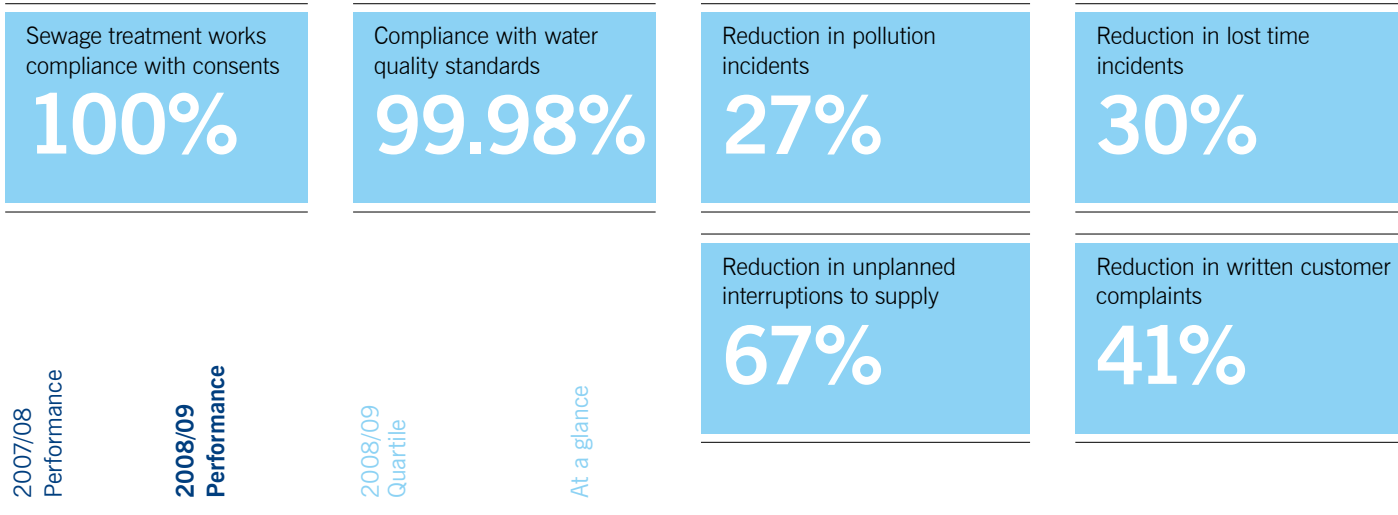 Sewage treatment works
compliance with consents
100%
Compliance with water
quality standards
99.98%
Reduction in pollution
incidents
27%
Reduction in lost time
incidents
30%
Reduction in unplanned
interruptions to supply
67%
Reduction in written customer
complaints
41%
2007/08
Performance
2008/09
Performance
2008/09
Quartile
At a glance